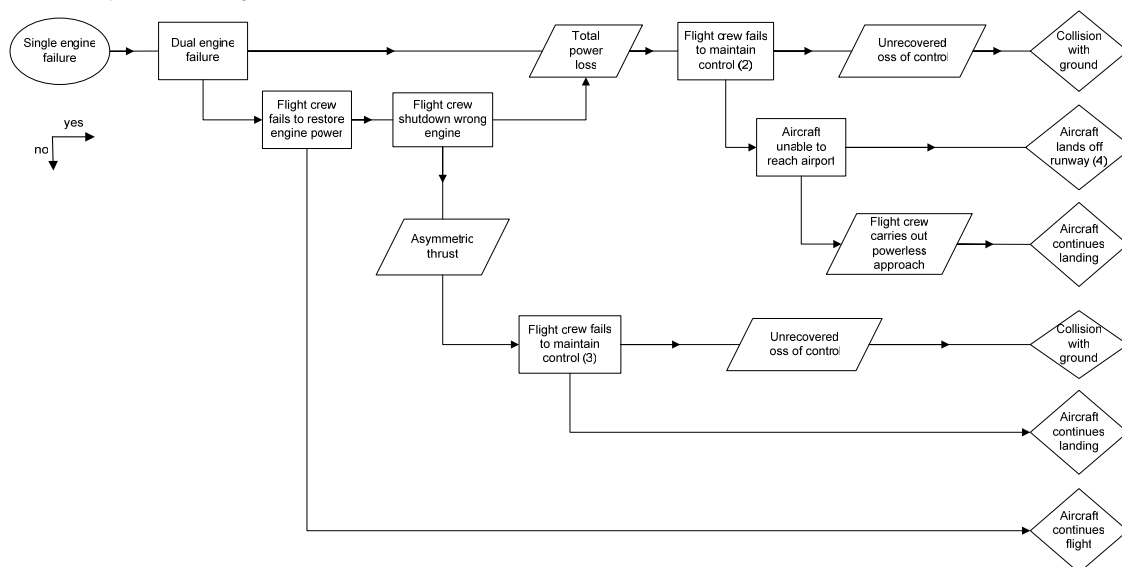 Single engine
failure
Dual engine
failure
Total
power
loss
Flight crew fails
to maintain
control (2)
Unrecovered
oss of control
Collision
with
ground
yes
no
Flight crew
fails to restore
engine power
Flight crew
shutdown wrong
engine
Aircraft
unable to
reach airport
Aircraft
lands off
runway (4)
Asymmetric
thrust
Flight crew
carries out
powerless
approach
Aircraft
continues
landing
Flight crew fails
to maintain
control (3)
Unrecovered
oss of control
Collision
with
ground
Aircraft
continues
landing
Aircraft
continues
flight